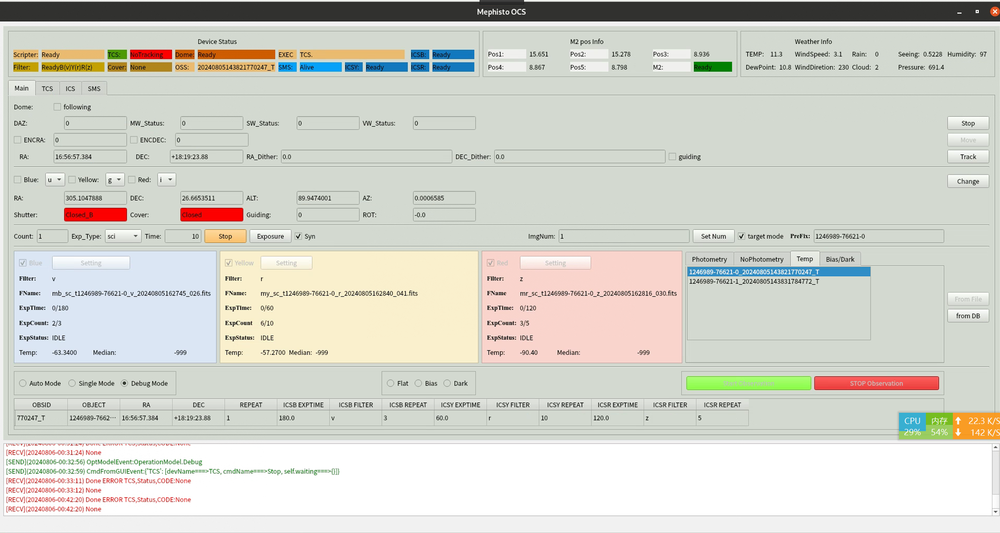 Mephisto OCS
Device Status
Scripter: Ready TCS: NoTracking Dome: Ready EXEC TCS. ICSB: Ready
Filter: ReadyB(v)Y(r)R(z) Cover: None OSS: 20240805143821770247_T SMS: Alive ICSY: Ready ICSR: Ready
M2 pos Info
Pos1: 15.651 Pos2: 15.278 Pos3: 8.936
Pos4: 8.867 Pos5: 8.798 M2: Ready
Weather Info
TEMP: 11.3 WindSpeed: 3.1 Rain: 0 Seeing: 0.5228 Humidity: 97
DewPoint: 10.8 WindDiretion: 230 Cloud: 2 Pressure: 691.4
Main TCS ICS SMS
Dome: following
DAZ: 0 MW_Status: 0 SW_Status: 0 VW_Status: 0 Stop
ENCRA: 0 ENCDEC: 0 Move
RA: 16:56:57.384 DEC: +18:19:23.88 RA_Dither: 0.0 DEC_Dither: 0.0 guiding Track
Blue: u Yellow: g Red: i Change
RA: 305.1047888 DEC: 26.6653511 ALT: 89.9474001 AZ: 0.0006585
Shutter: Closed_B Cover: Closed Guiding: 0 ROT: -0.0
Count: 1 Exp_Type: sci Time: 10 Stop Exposure Syn ImgNum: 1 Set Num target mode PreFix: 1246989-76621-0
Blue Setting
Filter: v
FName: mb_sc_t1246989-76621-0_v_20240805162745_026.fits
ExpTime: 0/180
ExpCount: 2/3
ExpStatus: IDLE
Temp: -63.3400 Median: -999
Yellow Setting
Filter: r
FName: my_sc_t1246989-76621-0_r_20240805162840_041.fits
ExpTime: 0/60
ExpCount 6/10
ExpStatus: IDLE
Temp: -57.2700 Median: -999
Red Setting
Filter: z
FName mr_sc_t1246989-76621-0_z_20240805162816_030.fits
ExpTime: 0/120
ExpCount: 3/5
ExpStatus: IDLE
Temp: -90.40 Median: -999
Photometry NoPhotometry Temp Bias/Dark
1246989-76621-0_20240805143821770247_T
1246989-76621-1_20240805143831784772_T
From File
from DB
Auto Mode Single Mode Debug Mode Flat Bias Dark Start Observation STOP Observation
OBSID OBJECT RA DEC REPEAT ICSB EXPTIME ICSB FILTER ICSB REPEAT ICSY EXPTIME ICSY FILTER ICSY REPEAT ICSR EXPTIME ICSR FILTER ICSR REPEAT
770247_T 1246989-7662··· 16:56:57.384 +18:19:23.88 1 180.0 v 3 60.0 r 10 120.0 z 5
CPU 内存 22.3 K/S
29% 54% 142 K/S
[RECV](20240806-00:31:24) Done ERROR TCS,Status,CODE:None
[RECV](20240806-00:31:24) None
[SEND](20240806-00:32:56) OptModelEvent:OperationModel.Debug
[SEND](20240806-00:32:59) CmdFromGUIEvent:{'TCS': [devName===>TCS, cmdName===>Stop, self.waiting===>{}]}
[RECV](20240806-00:33:11) Done ERROR TCS,Status,CODE:None
[RECV](20240806-00:33:12) None
[RECV](20240806-00:42:20) Done ERROR TCS,Status,CODE:None
[RECV](20240806-00:42:20) None